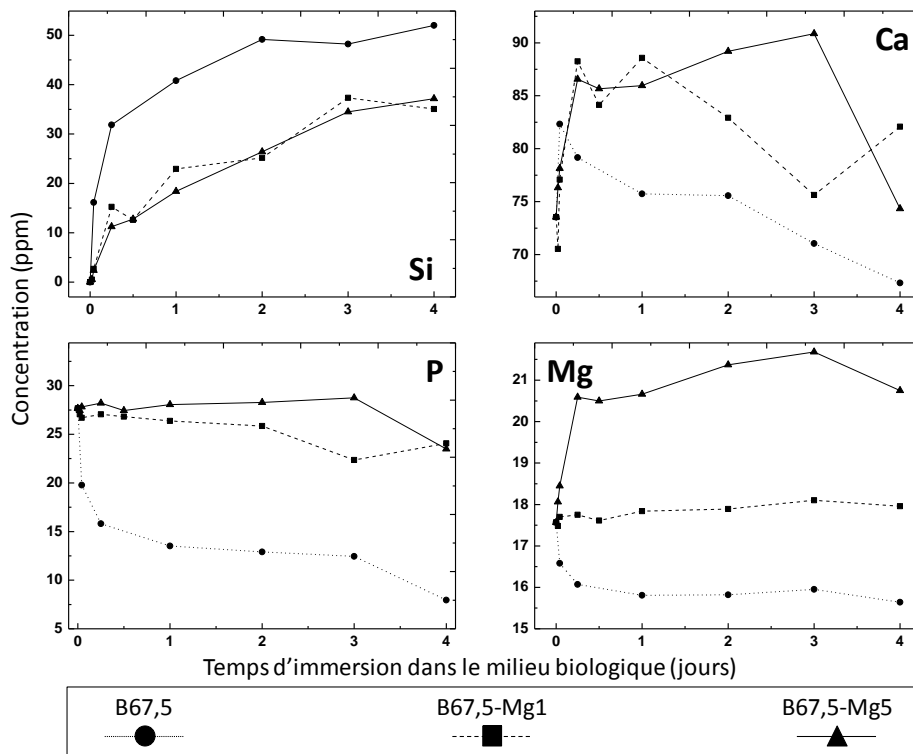 60
50
40
30
20
10
0
Si
0 1 2 3 4
90
85
80
75
70
Ca
0 1 2 3 4
Concentration (ppm)
30
25
20
15
10
5
P
0 1 2 3 4
21
20
19
18
17
16
15
Mg
0 1 2 3 4
Temps d'immersion dans le milieu biologique (jours)
B67,5 B67,5-Mg1 B67,5-Mg5